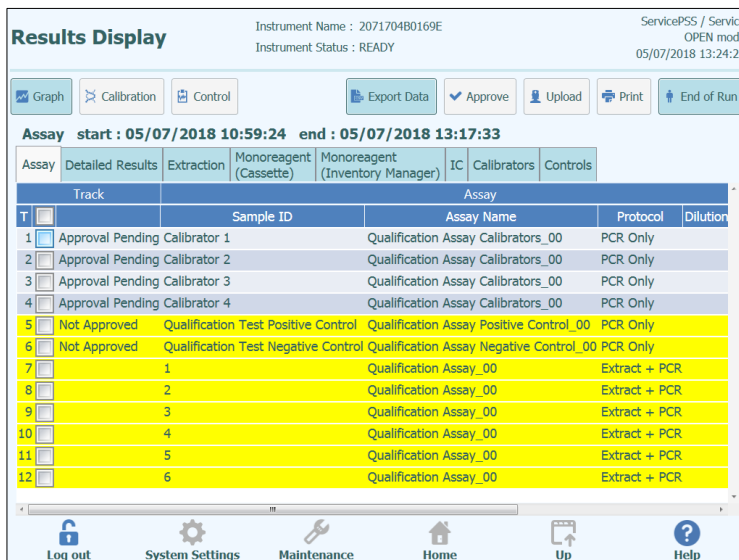 Results Display
Instrument Name : 2071704B0169E
Instrument Status : READY
ServicePSS / Servic
OPEN mod
05/07/2018 13:24:2
Graph Calibration Control Export Data Approve Upload Print End of Run
Assay start : 05/07/2018 10:59:24 end : 05/07/2018 13:17:33
Assay Detailed Results Extraction Monoreagent (Cassette) Monoreagent (Inventory Manager) IC Calibrators Controls
Track Assay
T Sample ID Assay Name Protocol Dilution
1 Approval Pending Calibrator 1 Qualification Assay Calibrators_00 PCR Only
2 Approval Pending Calibrator 2 Qualification Assay Calibrators_00 PCR Only
3 Approval Pending Calibrator 3 Qualification Assay Calibrators_00 PCR Only
4 Approval Pending Calibrator 4 Qualification Assay Calibrators_00 PCR Only
5 Not Approved Qualification Test Positive Control Qualification Assay Positive Control_00 PCR Only
6 Not Approved Qualification Test Negative Control Qualification Assay Negative Control_00 PCR Only
7 1 Qualification Assay_00 Extract + PCR
8 2 Qualification Assay_00 Extract + PCR
9 3 Qualification Assay_00 Extract + PCR
10 4 Qualification Assay_00 Extract + PCR
11 5 Qualification Assay_00 Extract + PCR
12 6 Qualification Assay_00 Extract + PCR
Log out System Settings Maintenance Home Up Help